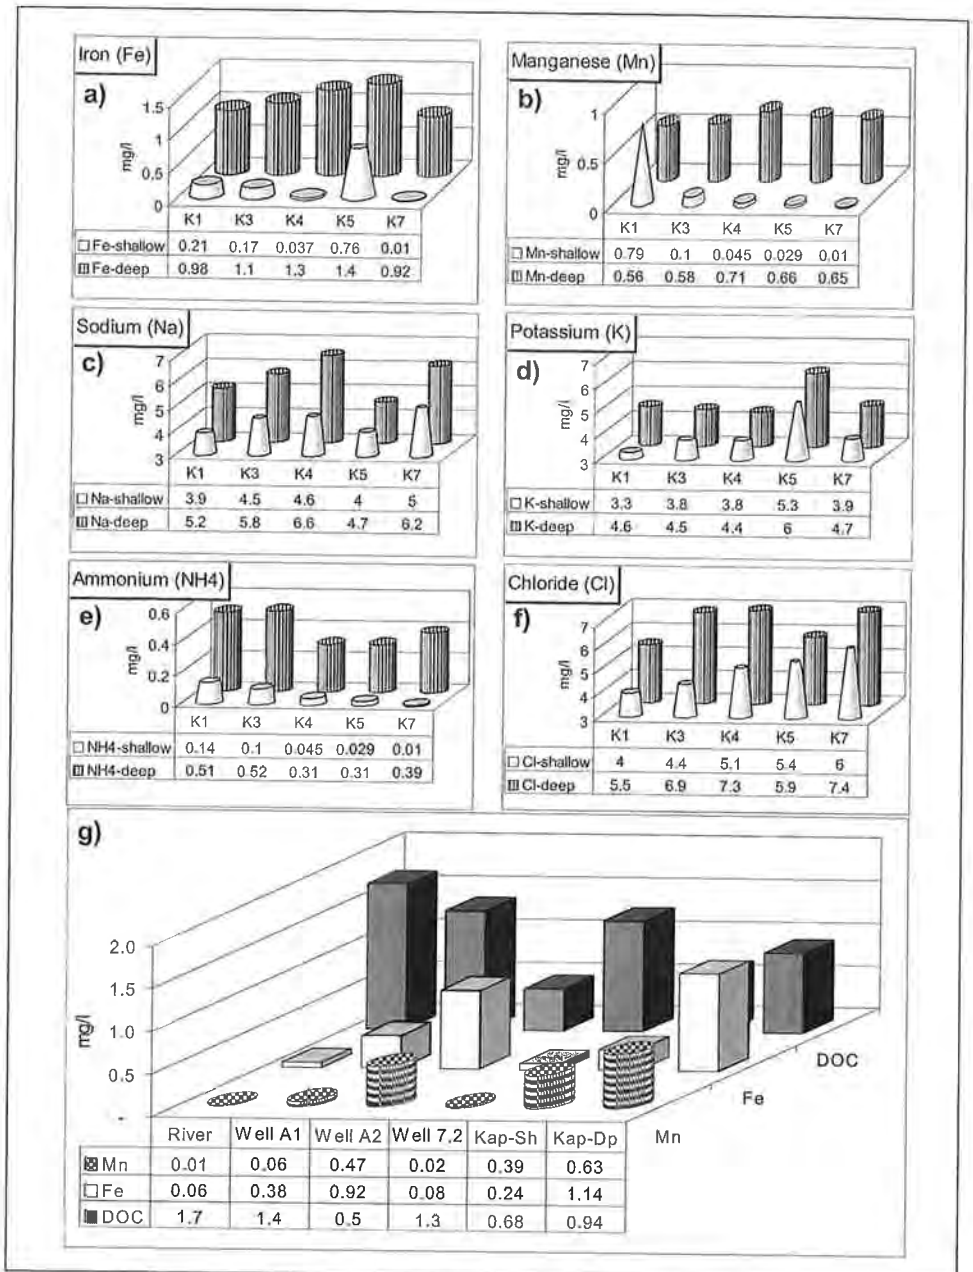 Iron (Fe)
a)
mg/l
1.5
1
0.5
0
K1 K3 K4 K5 K7
Fe-shallow 0.21 0.17 0.037 0.76 0.01
Fe-deep 0.98 1.1 1.3 1.4 0.92
Manganese (Mn)
b)
mg/l
1
0.5
0
K1 K3 K4 K5 K7
Mn-shallow 0.79 0.1 0.045 0.029 0.01
Mn-deep 0.56 0.58 0.71 0.66 0.65
Sodium (Na)
c)
mg/l
7
6
5
4
3
K1 K3 K4 K5 K7
Na-shallow 3.9 4.5 4.6 4 5
Na-deep 5.2 5.8 6.6 4.7 6.2
Potassium (K)
d)
mg/l
7
6
5
4
3
K1 K3 K4 K5 K7
K-shallow 3.3 3.8 3.8 5.3 3.9
K-deep 4.6 4.5 4.4 6 4.7
Ammonium (NH4)
e)
mg/l
0.6
0.4
0.2
0
K1 K3 K4 K5 K7
NH4-shallow 0.14 0.1 0.045 0.029 0.01
NH4-deep 0.51 0.52 0.31 0.31 0.39
Chloride (Cl)
f)
mg/l
7
6
5
4
3
K1 K3 K4 K5 K7
Cl-shallow 4 4.4 5.1 5.4 6
Cl-deep 5.5 6.9 7.3 5.9 7.4
g)
mg/l
2.0
1.5
1.0
0.5
-
DOC
Fe
Mn
River Well A1 Well A2 Well 7.2 Kap-Sh Kap-Dp
Mn 0.01 0.06 0.47 0.02 0.39 0.63
Fe 0.06 0.38 0.92 0.08 0.24 1.14
DOC 1.7 1.4 0.5 1.3 0.68 0.94